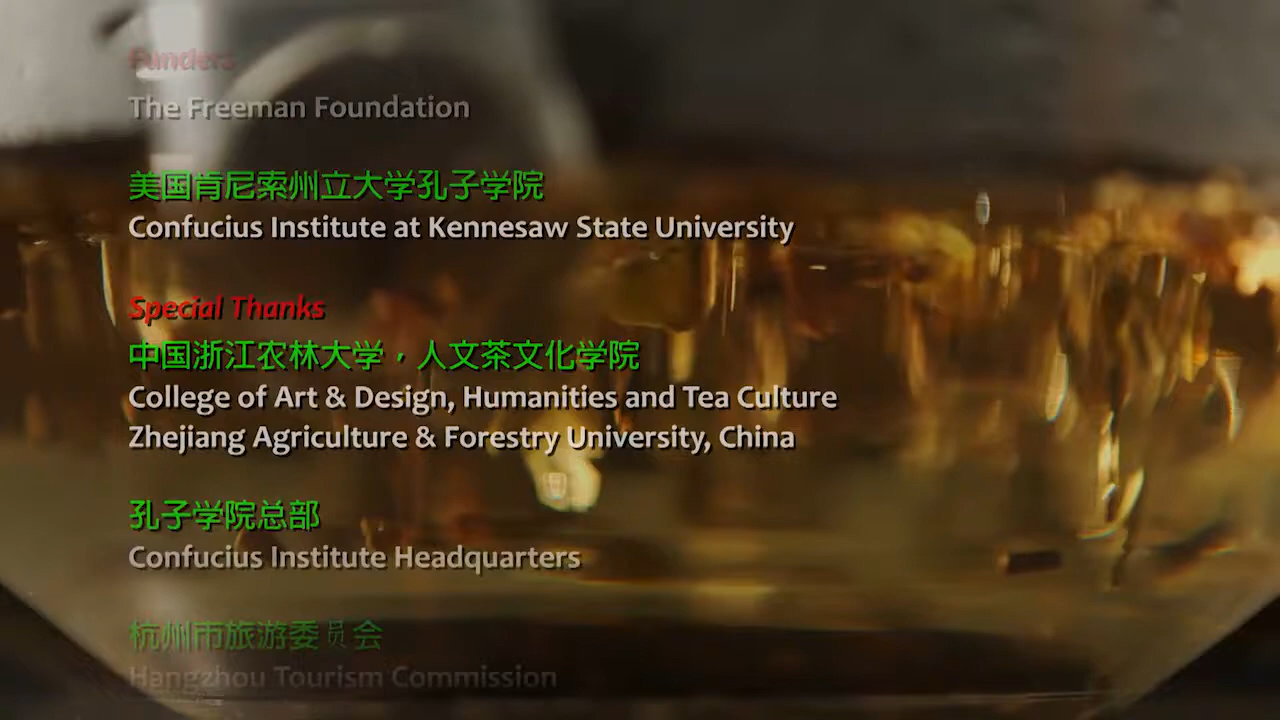 Funders
The Freeman Foundation
美国肯尼索州立大学孔子学院
Confucius Institute at Kennesaw State University
Special Thanks
中国浙江农林大学，人文茶文化学院
College of Art & Design, Humanities and Tea Culture
Zhejiang Agriculture & Forestry University, China
孔子学院总部
Confucius Institute Headquarters
杭州市旅游委员会
Hangzhou Tourism Commission